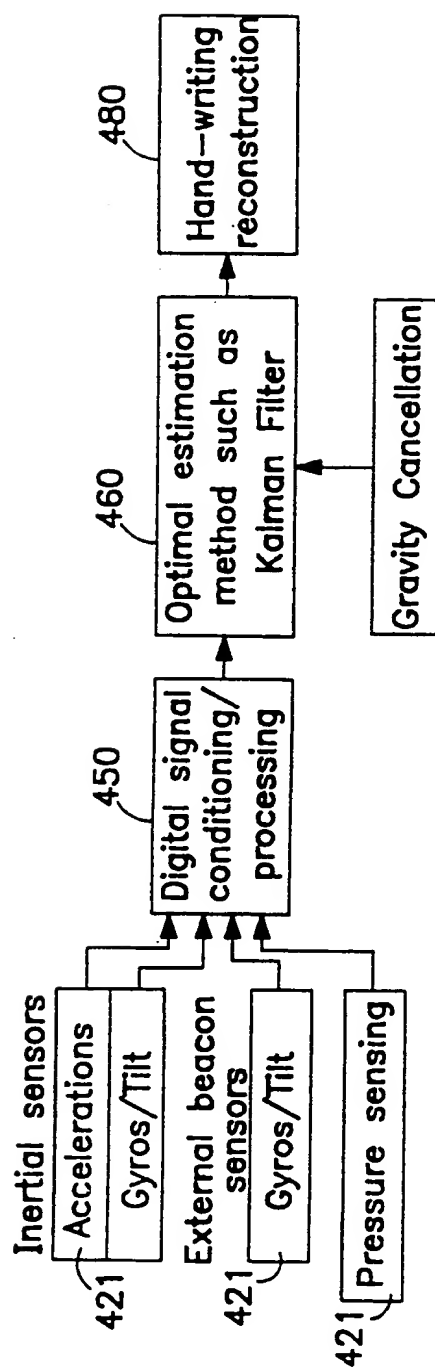 Inertial sensors
Accelerations
421
Gyros/Tilt
External beacon
sensors
Gyros/Tilt
421
Pressure sensing
421
450
Digital signal
conditioning/
processing
460
Optimal estimation
method such as
Kalman Filter
Gravity Cancellation
480
Hand-writing
reconstruction